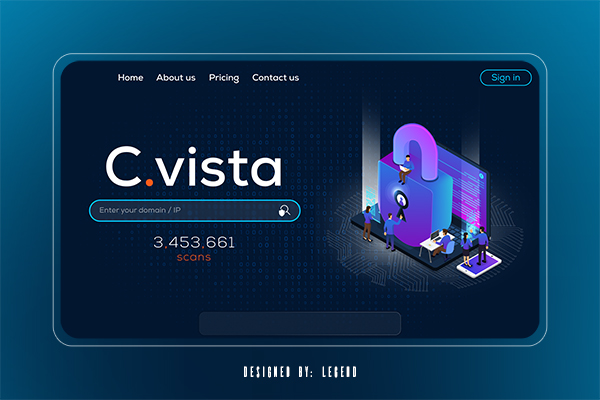 Home About us Pricing Contact us Sign in
C.vista
Enter your domain / IP
3,453,661
scans
DESIGNED BY: LEGEND